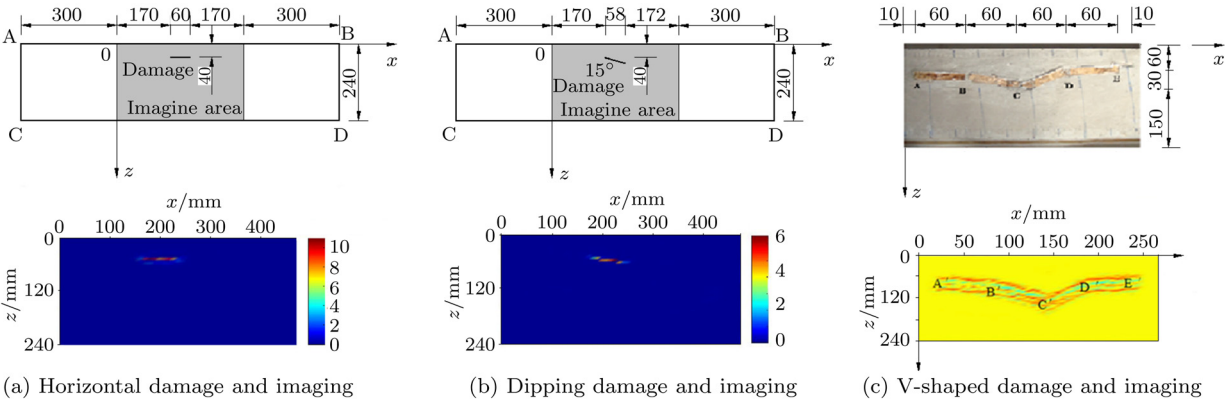 300 170 60 170 300
A B
0 x
Damage
40
240
Imagine area
C D
z
x/mm
0 100 200 300 400
0
120
240
z/mm
10
8
6
4
2
0
(a) Horizontal damage and imaging
300 170 58 172 300
A B
0 x
15°
Damage
40
240
Imagine area
C D
z
x/mm
0 100 200 300 400
0
120
240
z/mm
6
4
2
0
(b) Dipping damage and imaging
10 60 60 60 60 10
x
A B C D E
60
30
150
z
x/mm
0 50 100 150 200 250
0
120
240
z/mm
A′ B′ C′ D′ E′
(c) V-shaped damage and imaging